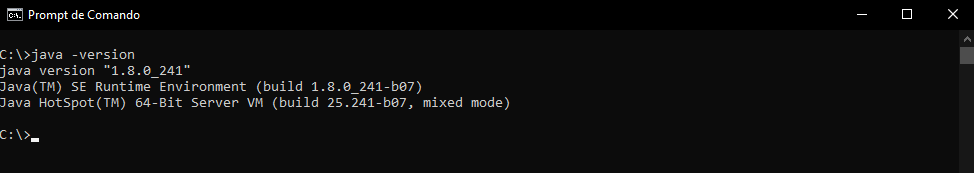 Prompt de Comando
C:\>java -version
java version "1.8.0_241"
Java(TM) SE Runtime Environment (build 1.8.0_241-b07)
Java HotSpot(TM) 64-Bit Server VM (build 25.241-b07, mixed mode)
C:\>